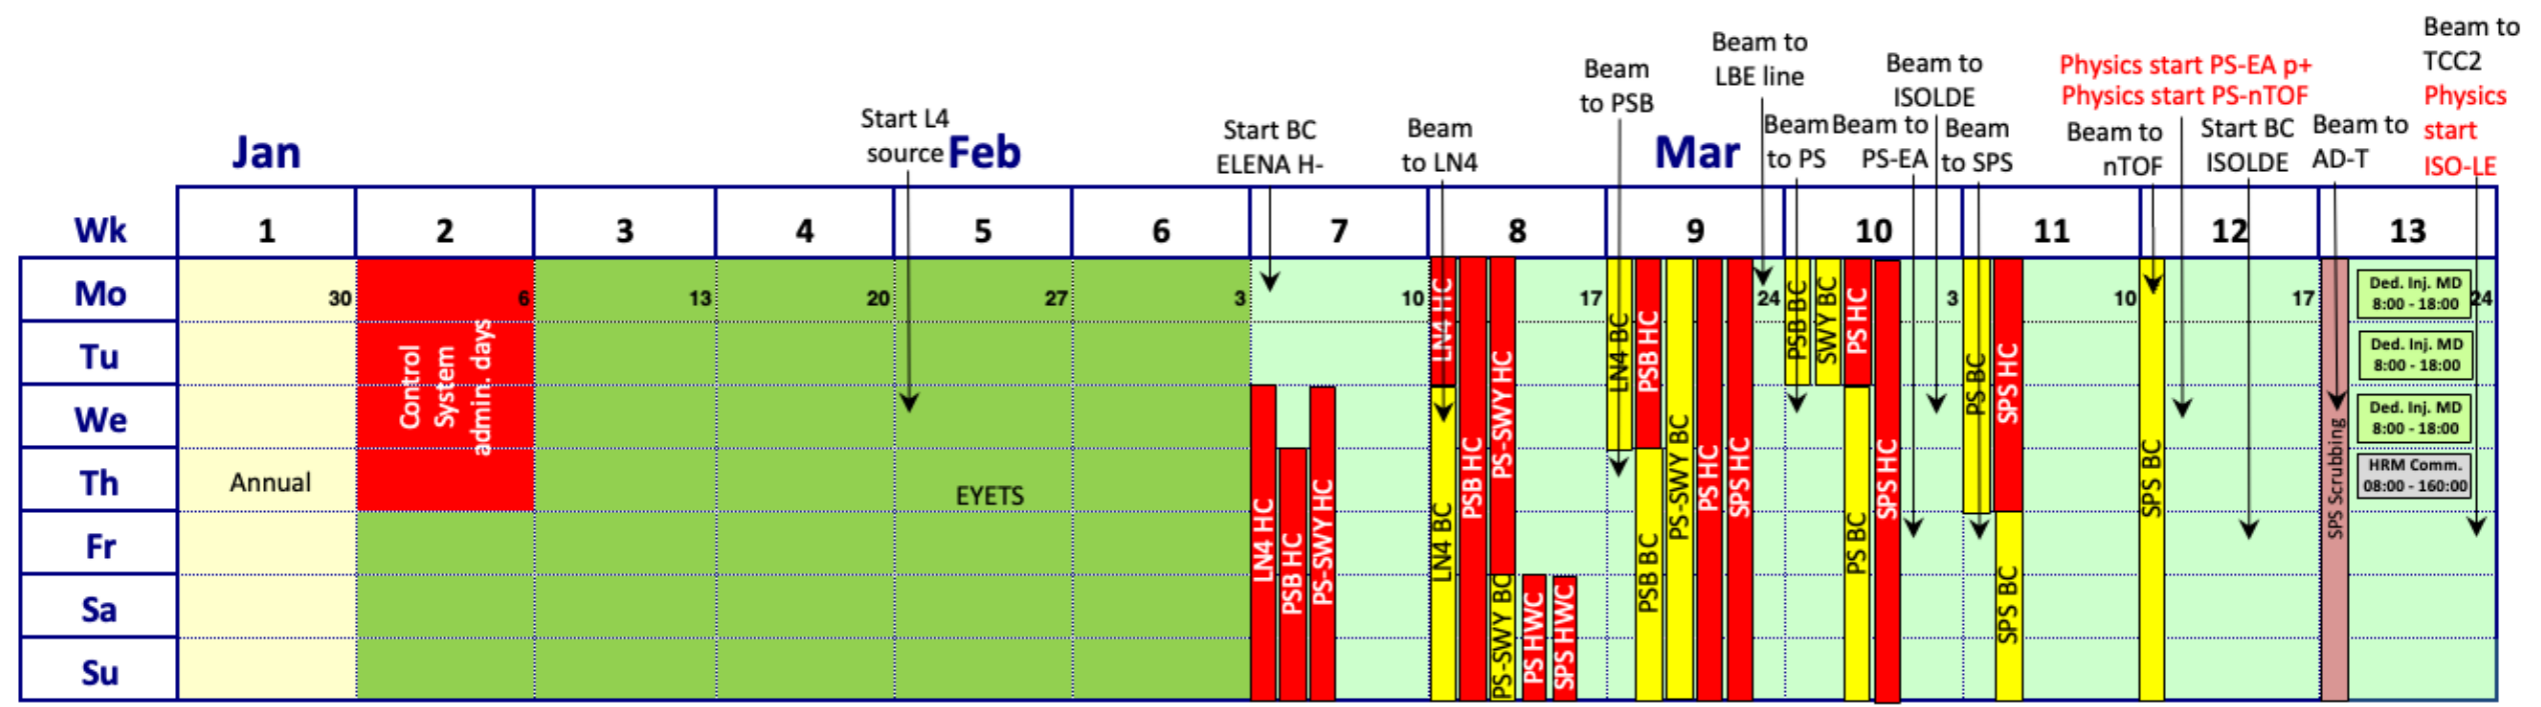 Beam to
TCC2
Physics
start
ISO-LE
Beam to
LBE line
Beam
to PSB
Beam to
ISOLDE
Physics start PS-EA p+
Physics start PS-nTOF
Start L4
source
Start BC
ELENA H-
Beam
to LN4
Beam
to PS
Beam to
PS-EA
Beam
to SPS
Beam to
nTOF
Start BC
ISOLDE
Beam to
AD-T
Jan Feb Mar
Wk 1 2 3 4 5 6 7 8 9 10 11 12 13
Mo 30 6 13 20 27 3 10 17 24 3 10 17 24
Tu
We
Th
Fr
Sa
Su
Annual
Control
System
admin. days
EYETS
LN4 HC
PSB HC
PS-SWY HC
LN4 HC
LN4 BC
PSB HC
PS-SWY HC
PS-SWY BC
PS HWC
SPS HWC
LN4 BC
PSB HC
PSB BC
PS-SWY BC
PS HC
SPS HC
PSB BC
SWY BC
PS HC
PS BC
SPS HC
PS BC
SPS HC
SPS BC
SPS BC
SPS Scrubbing
Ded. Inj. MD
8:00 - 18:00
Ded. Inj. MD
8:00 - 18:00
Ded. Inj. MD
8:00 - 18:00
HRM Comm.
08:00 - 160:00